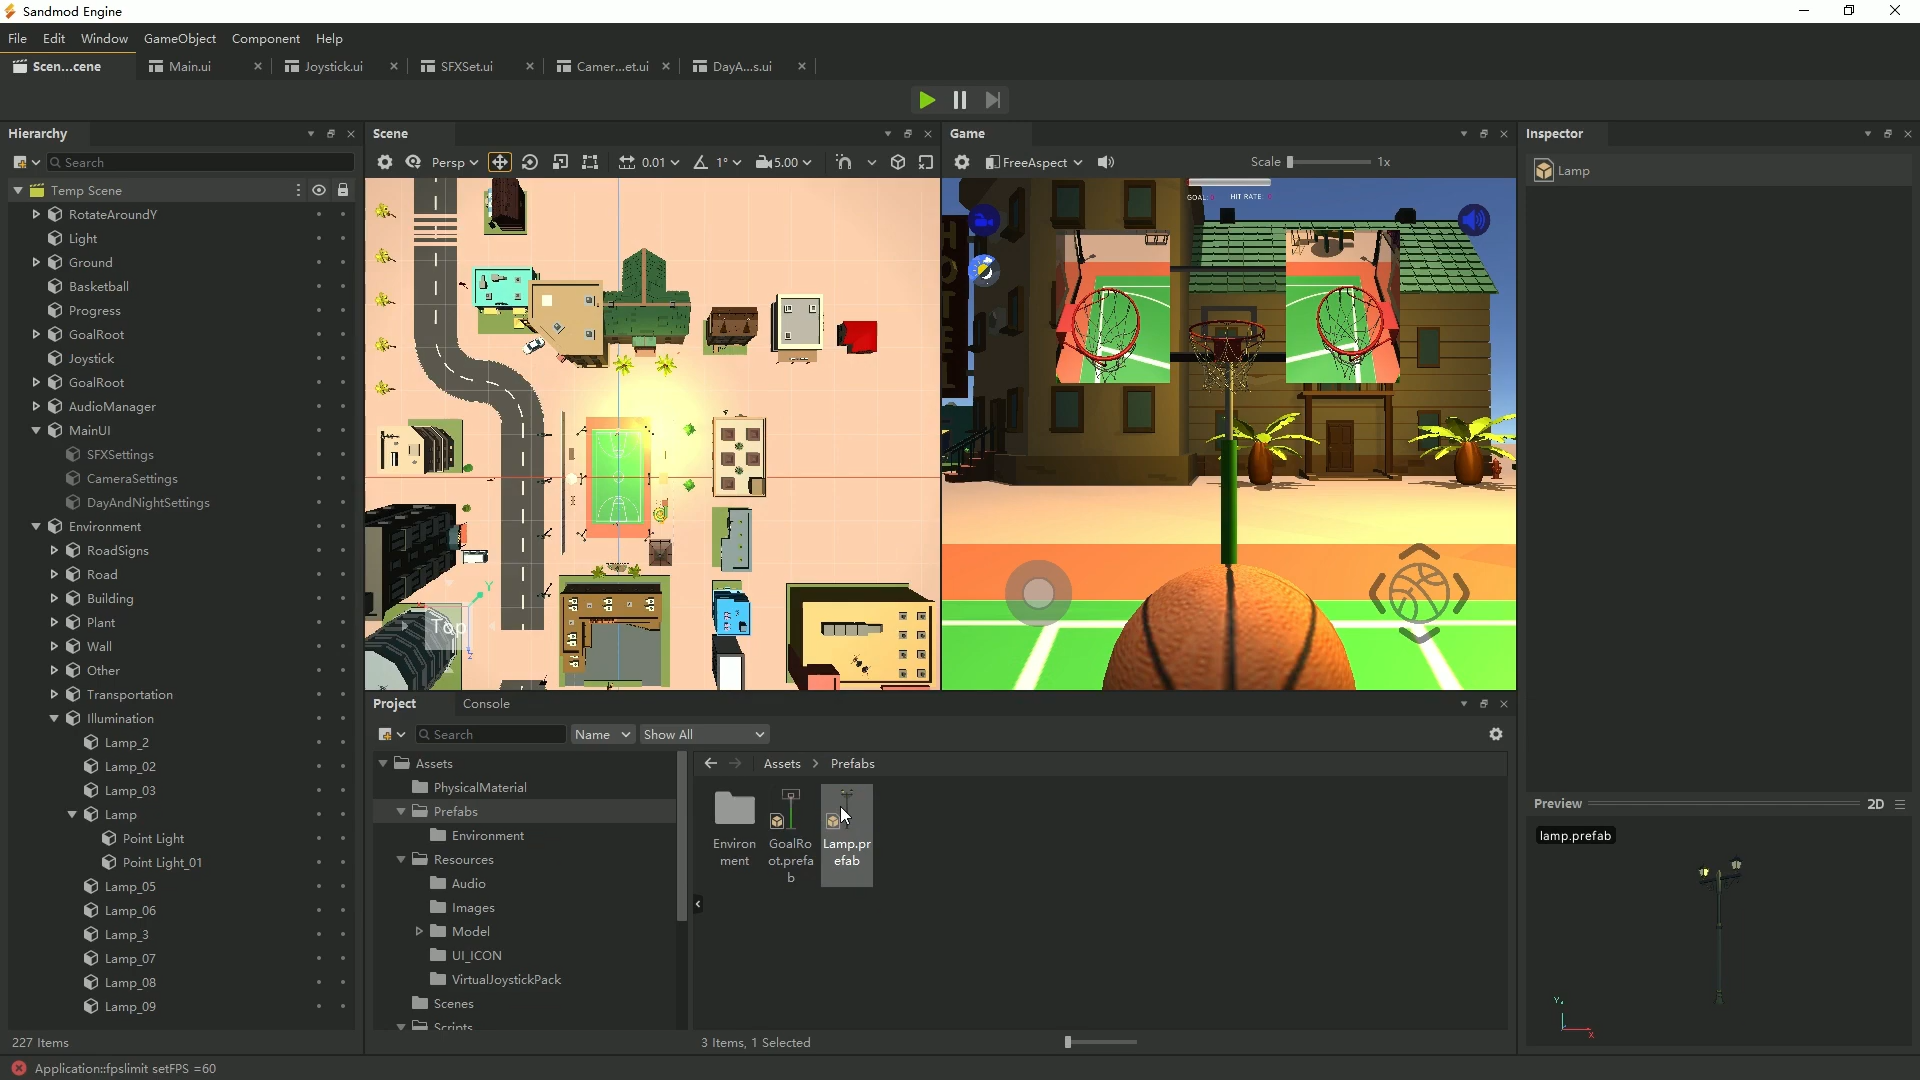 Sandmod Engine
File Edit Window GameObject Component Help
Scen...cene Main.ui Joystick.ui SFXSet.ui Camer...et.ui DayA...s.ui
Hierarchy
Search
Temp Scene
RotateAroundY
Light
Ground
Basketball
Progress
GoalRoot
Joystick
GoalRoot
AudioManager
MainUI
SFXSettings
CameraSettings
DayAndNightSettings
Environment
RoadSigns
Road
Building
Plant
Wall
Other
Transportation
Illumination
Lamp_2
Lamp_02
Lamp_03
Lamp
Point Light
Point Light_01
Lamp_05
Lamp_06
Lamp_3
Lamp_07
Lamp_08
Lamp_09
227 Items
Scene
Persp 0.01 1° 5.00
Y
Top
Z
Game
FreeAspect Scale 1x
GOAL: HIT RATE
Project Console
Search Name Show All
Assets
PhysicalMaterial
Prefabs
Environment
Resources
Audio
Images
Model
UI_ICON
VirtualJoystickPack
Scenes
Scripts
Assets > Prefabs
Environ
ment
GoalRo
ot.prefa
b
Lamp.pr
efab
3 Items, 1 Selected
Inspector
Lamp
Preview 2D
lamp.prefab
Y
X
Application::fpslimit setFPS =60